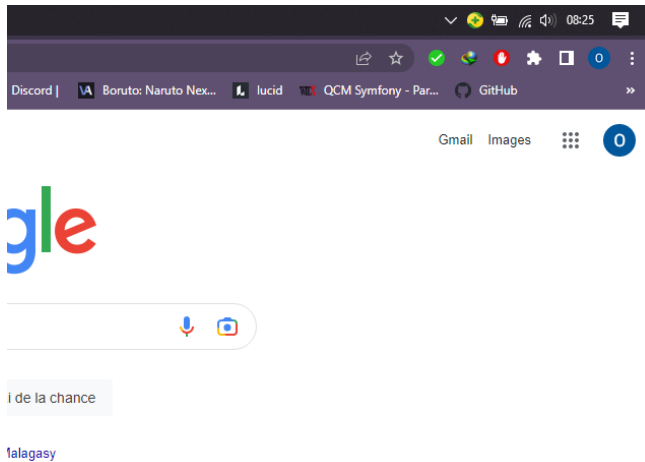 08:25
O
Discord | Boruto: Naruto Nex... lucid QCM Symfony - Par... GitHub »
Gmail Images O
gle
i de la chance
Malagasy